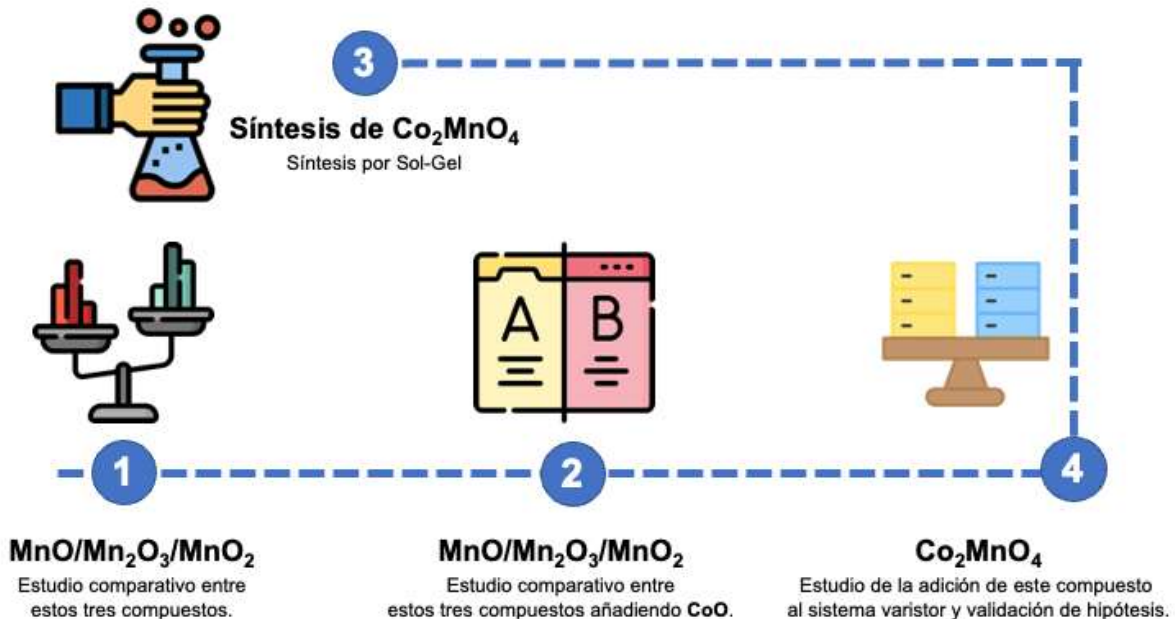 3
Síntesis de Co₂MnO₄
Síntesis por Sol-Gel
A
B
1
2
4
MnO/Mn₂O₃/MnO₂
Estudio comparativo entre
estos tres compuestos.
MnO/Mn₂O₃/MnO₂
Estudio comparativo entre
estos tres compuestos añadiendo CoO.
Co₂MnO₄
Estudio de la adición de este compuesto
al sistema varistor y validación de hipótesis.